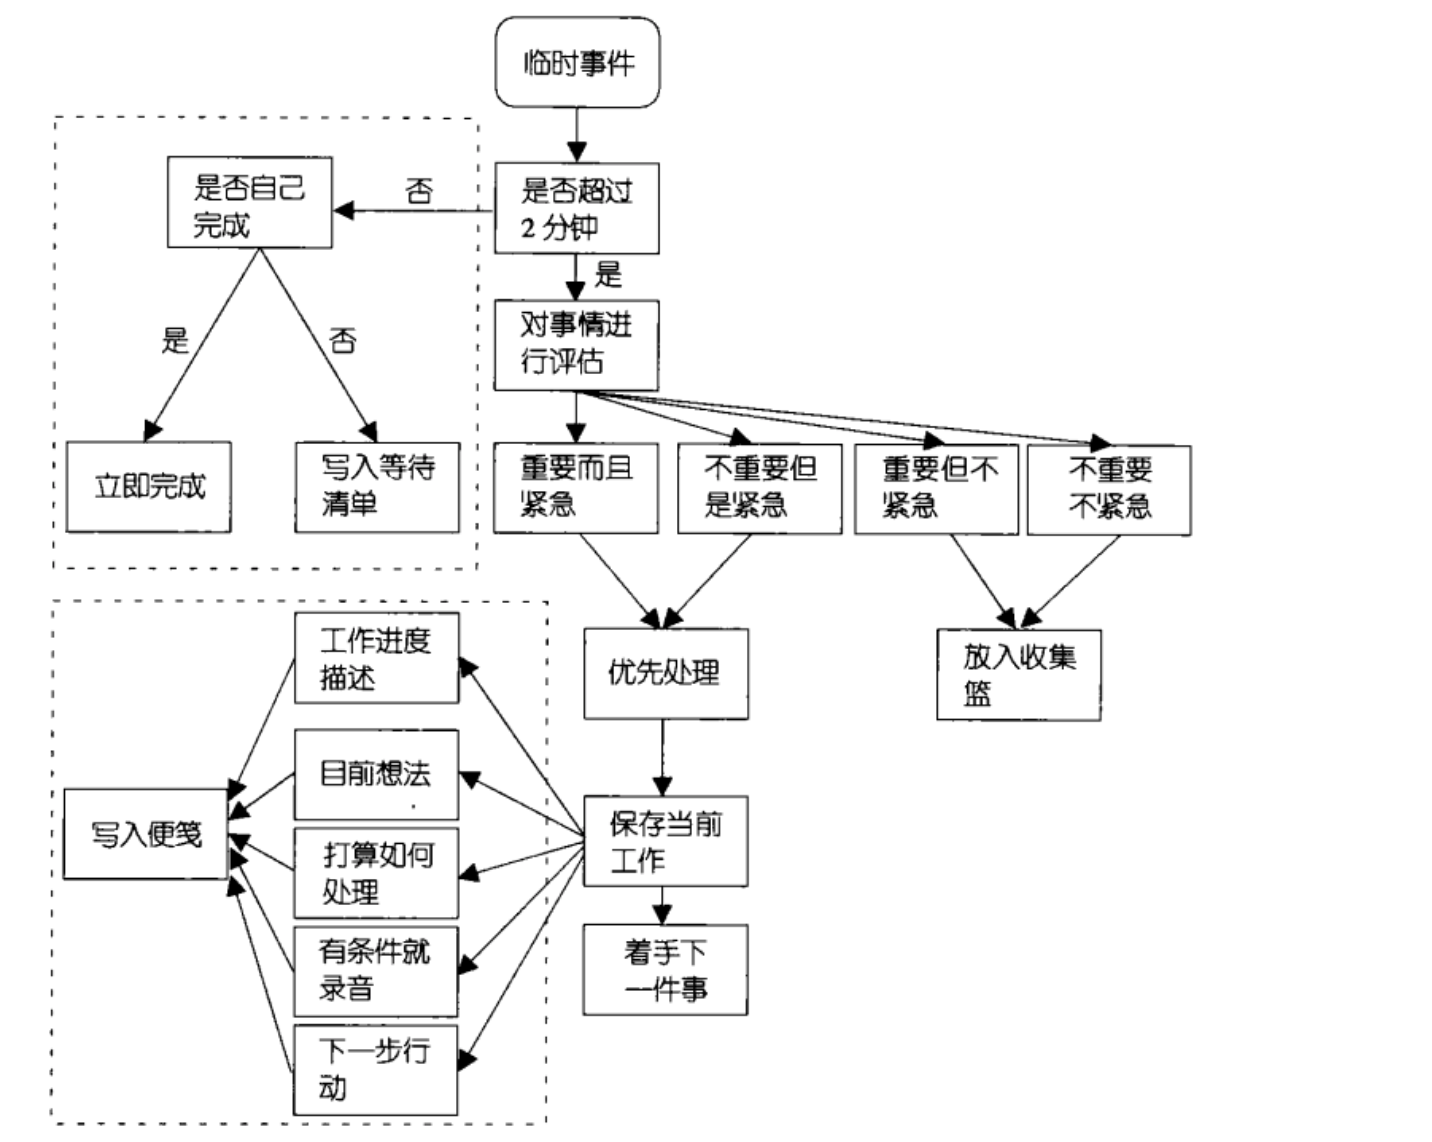 临时事件
是否自己
完成
否
是否超过
2 分钟
是
对事情进
行评估
是
否
立即完成
写入等待
清单
重要而且
紧急
不重要但
是紧急
重要但不
紧急
不重要
不紧急
工作进度
描述
优先处理
放入收集
篮
目前想法
写入便笺
打算如何
处理
保存当前
工作
有条件就
录音
着手下
一件事
下一步行
动